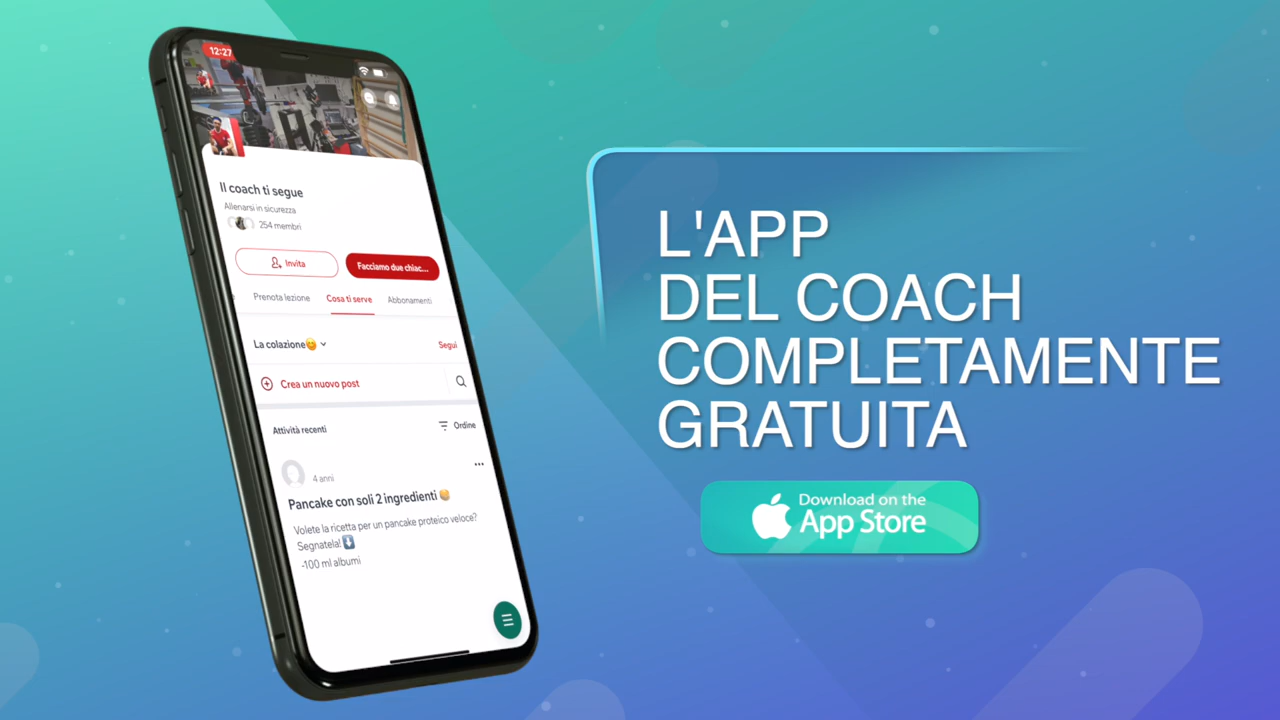 12:27
Il coach ti segue
Allenarsi in sicurezza
254 membri
Invita
Facciamo due chiac...
Prenota lezione
Cosa ti serve
Abbonamenti
La colazione😊
Segui
Crea un nuovo post
Attività recenti
Ordine
4 anni
Pancake con soli 2 ingredienti 🥞
Volete la ricetta per un pancake proteico veloce?
Segnatela!⬇️
-100 ml albumi
L'APP
DEL COACH
COMPLETAMENTE
GRATUITA
Download on the
App Store